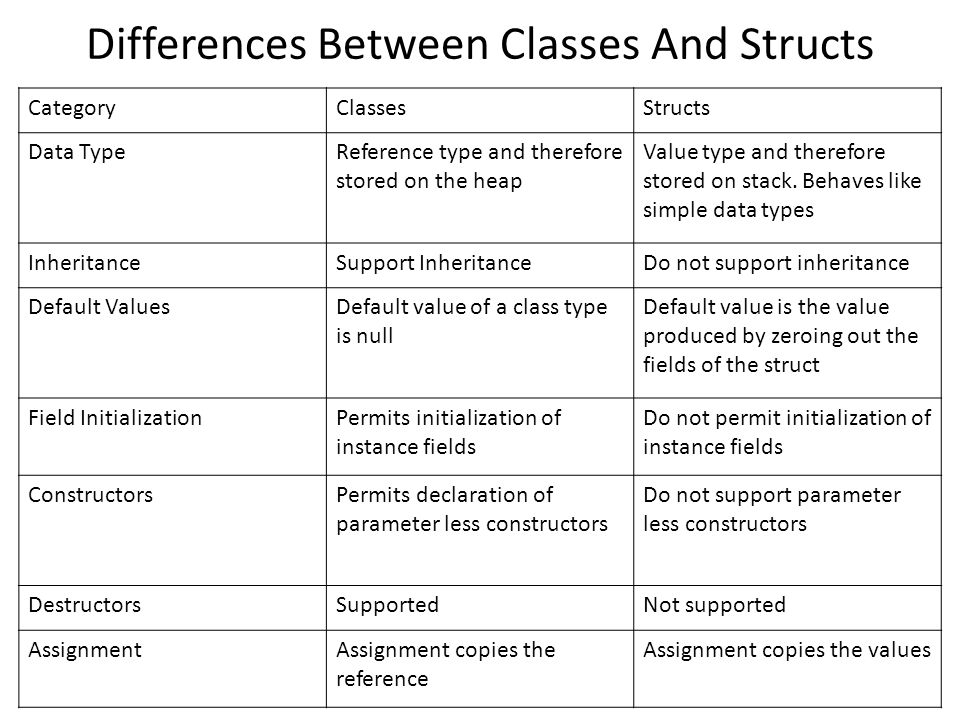 Differences Between Classes And Structs
Category
Classes
Structs
Data Type
Reference type and therefore
stored on the heap
Value type and therefore
stored on stack. Behaves like
simple data types
Inheritance
Support Inheritance
Do not support inheritance
Default Values
Default value of a class type
is null
Default value is the value
produced by zeroing out the
fields of the struct
Field Initialization
Permits initialization of
instance fields
Do not permit initialization of
instance fields
Constructors
Permits declaration of
parameter less constructors
Do not support parameter
less constructors
Destructors
Supported
Not supported
Assignment
Assignment copies the
reference
Assignment copies the values